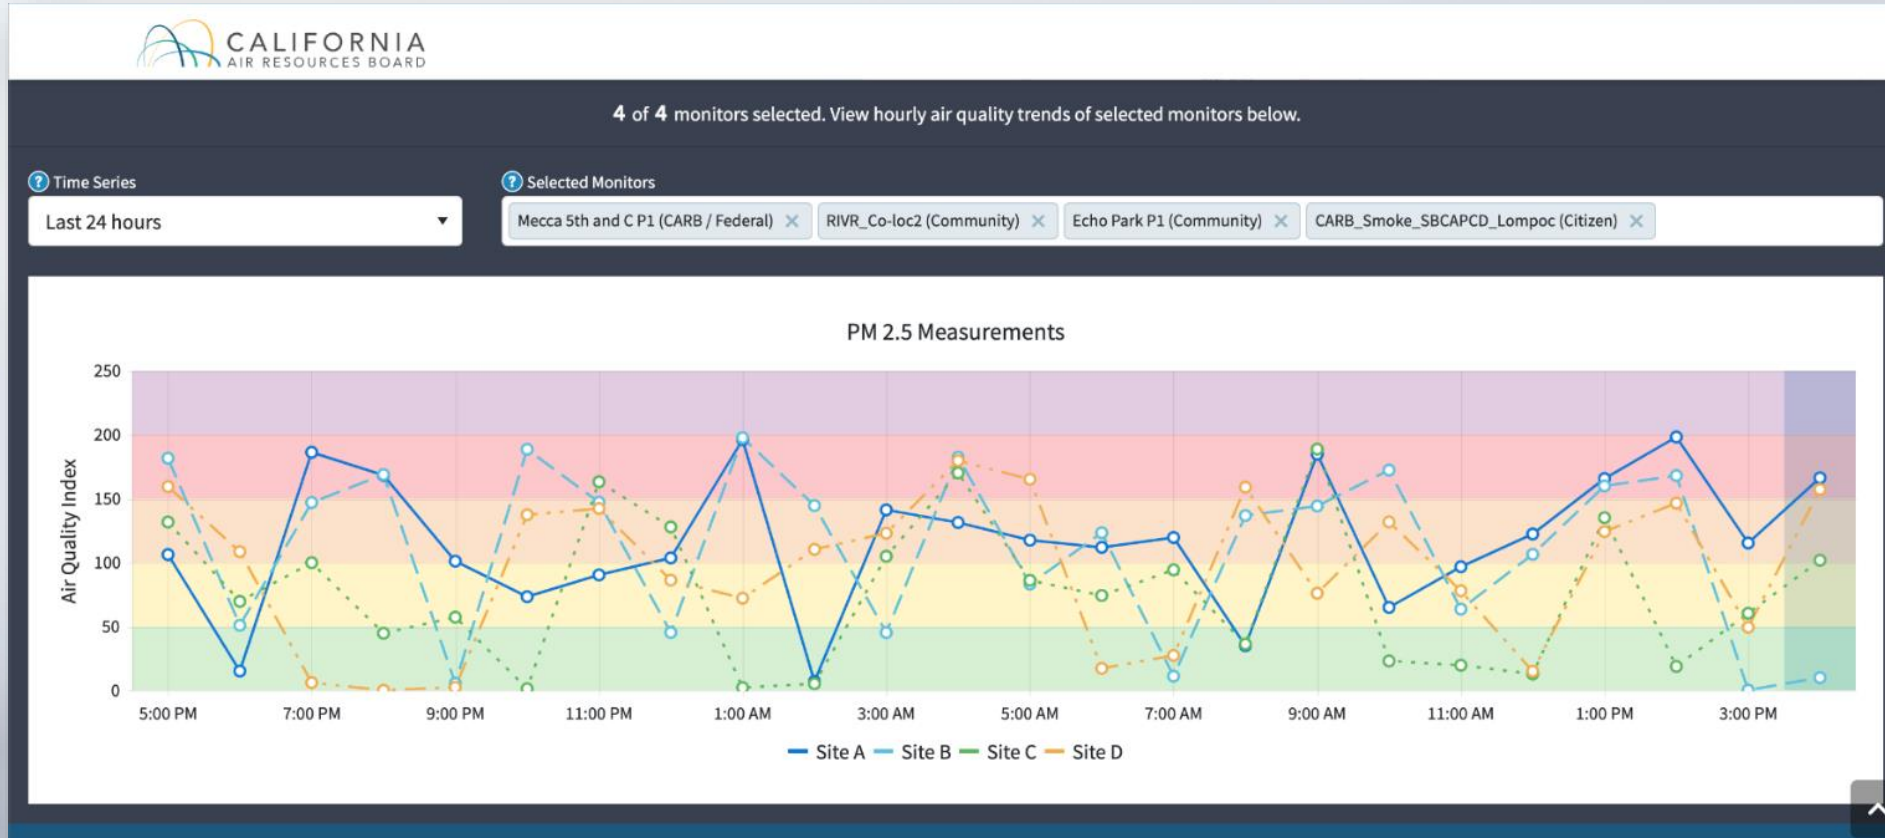 CALIFORNIA
AIR RESOURCES BOARD
4 of 4 monitors selected. View hourly air quality trends of selected monitors below.
? Time Series
? Selected Monitors
Last 24 hours
Mecca 5th and C P1 (CARB / Federal) ×
RIVR_Co-loc2 (Community) ×
Echo Park P1 (Community) ×
CARB_Smoke_SBCAPCD_Lompoc (Citizen) ×
PM 2.5 Measurements
Air Quality Index
250
200
150
100
50
0
5:00 PM 7:00 PM 9:00 PM 11:00 PM 1:00 AM 3:00 AM 5:00 AM 7:00 AM 9:00 AM 11:00 AM 1:00 PM 3:00 PM
Site A Site B Site C Site D